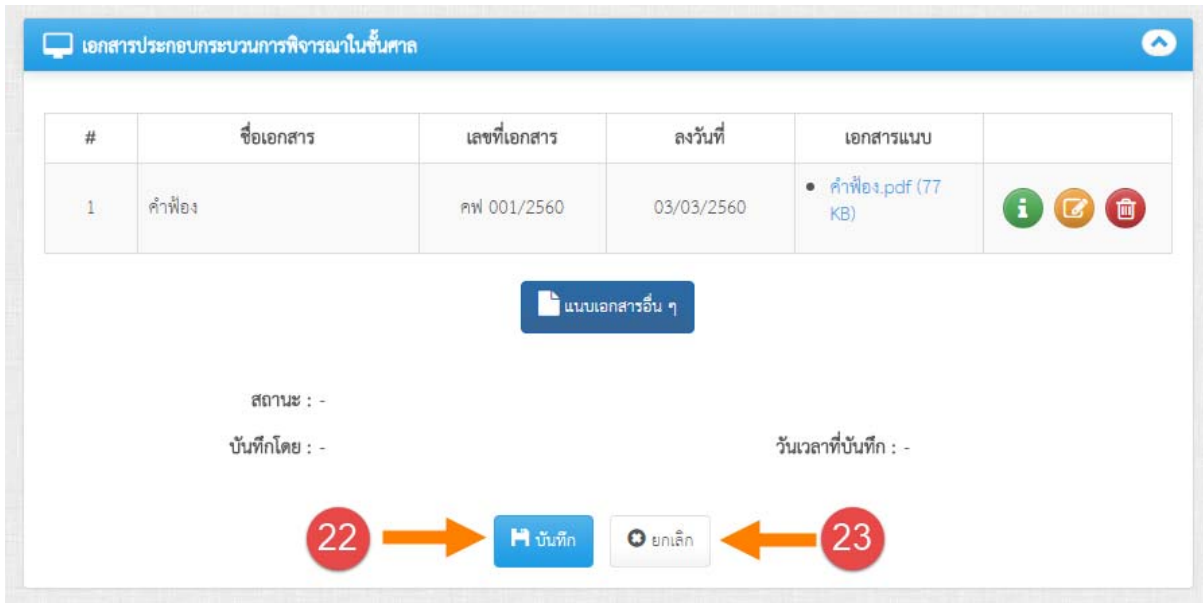 เอกสารประกอบกระบวนการพิจารณาในชั้นศาล
# ชื่อเอกสาร เลขที่เอกสาร ลงวันที่ เอกสารแนบ
1 คำฟ้อง คฟ 001/2560 03/03/2560 คำฟ้อง.pdf (77
KB)
แนบเอกสารอื่น ๆ
สถานะ : -
บันทึกโดย : - วันเวลาที่บันทึก : -
22 บันทึก ยกเลิก 23